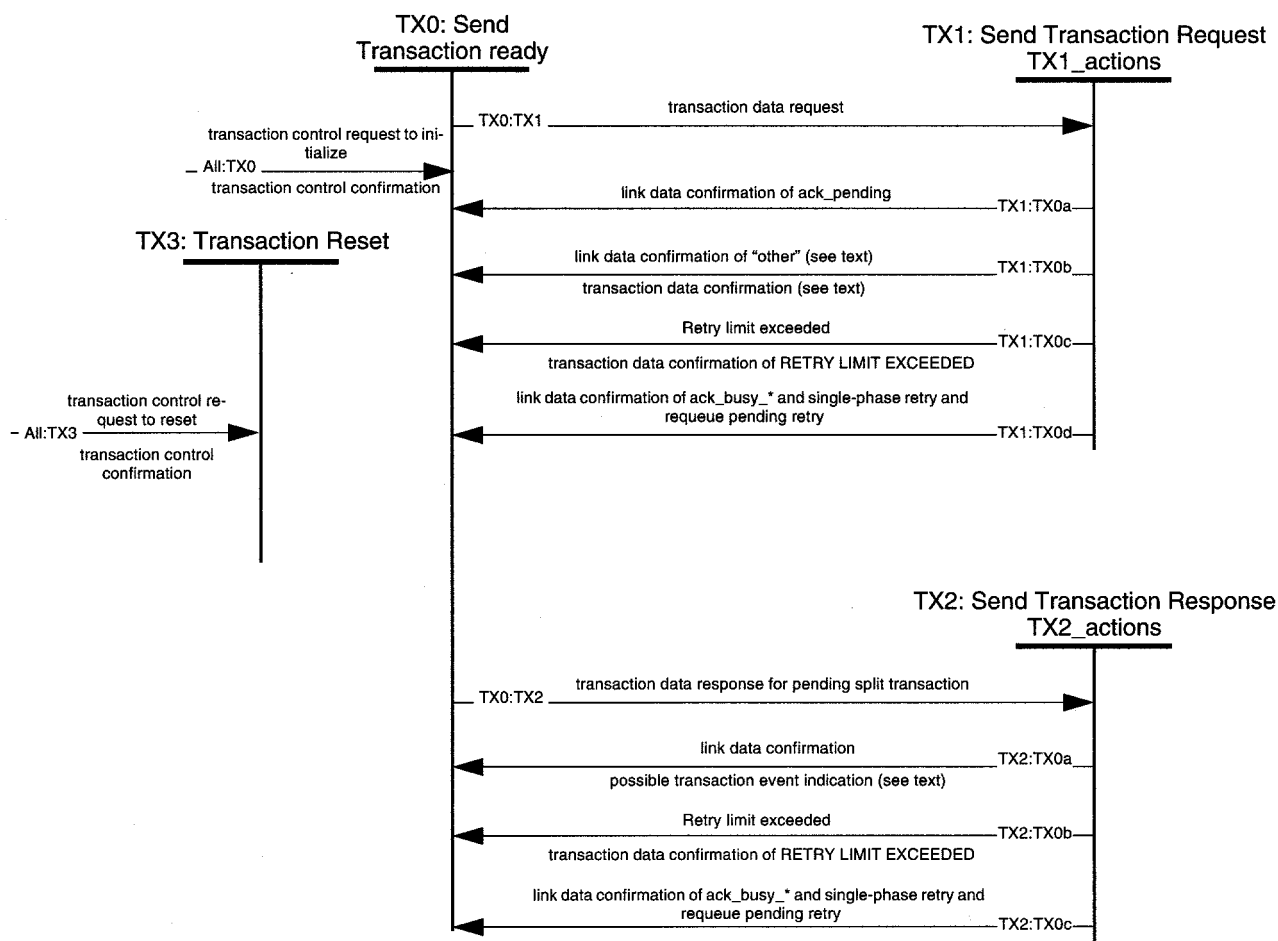 TX0: Send
Transaction ready
TX1: Send Transaction Request
TX1_actions
transaction data request
TX0:TX1
transaction control request to ini-
tialize
All:TX0
transaction control confirmation
link data confirmation of ack_pending
TX1:TX0a
TX3: Transaction Reset
link data confirmation of “other” (see text)
TX1:TX0b
transaction data confirmation (see text)
Retry limit exceeded
TX1:TX0c
transaction data confirmation of RETRY LIMIT EXCEEDED
link data confirmation of ack_busy_* and single-phase retry and
requeue pending retry
TX1:TX0d
transaction control re-
quest to reset
All:TX3
transaction control
confirmation
TX2: Send Transaction Response
TX2_actions
transaction data response for pending split transaction
TX0:TX2
link data confirmation
TX2:TX0a
possible transaction event indication (see text)
Retry limit exceeded
TX2:TX0b
transaction data confirmation of RETRY LIMIT EXCEEDED
link data confirmation of ack_busy_* and single-phase retry and
requeue pending retry
TX2:TX0c